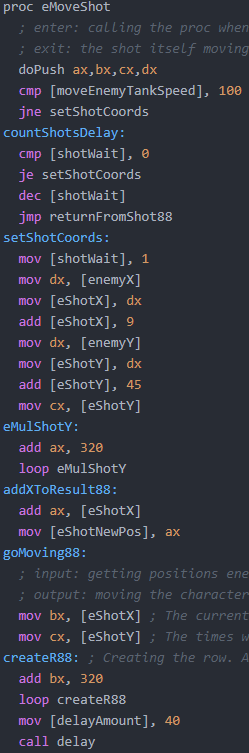 proc eMoveShot
; enter: calling the proc when
; exit: the shot itself moving
doPush ax,bx,cx,dx
cmp [moveEnemyTankSpeed], 100
jne setShotCoords
countShotsDelay:
cmp [shotWait], 0
je setShotCoords
dec [shotWait]
jmp returnFromShot88
setShotCoords:
mov [shotWait], 1
mov dx, [enemyX]
mov [eShotX], dx
add [eShotX], 9
mov dx, [enemyY]
mov [eShotY], dx
add [eShotY], 45
mov cx, [eShotY]
eMulShotY:
add ax, 320
loop eMulShotY
addXToResult88:
add ax, [eShotX]
mov [eShotNewPos], ax
goMoving88:
; input: getting positions ene
; output: moving the character
mov bx, [eShotX] ; The current
mov cx, [eShotY] ; The times w
createR88: ; Creating the row. A
add bx, 320
loop createR88
mov [delayAmount], 40
call delay